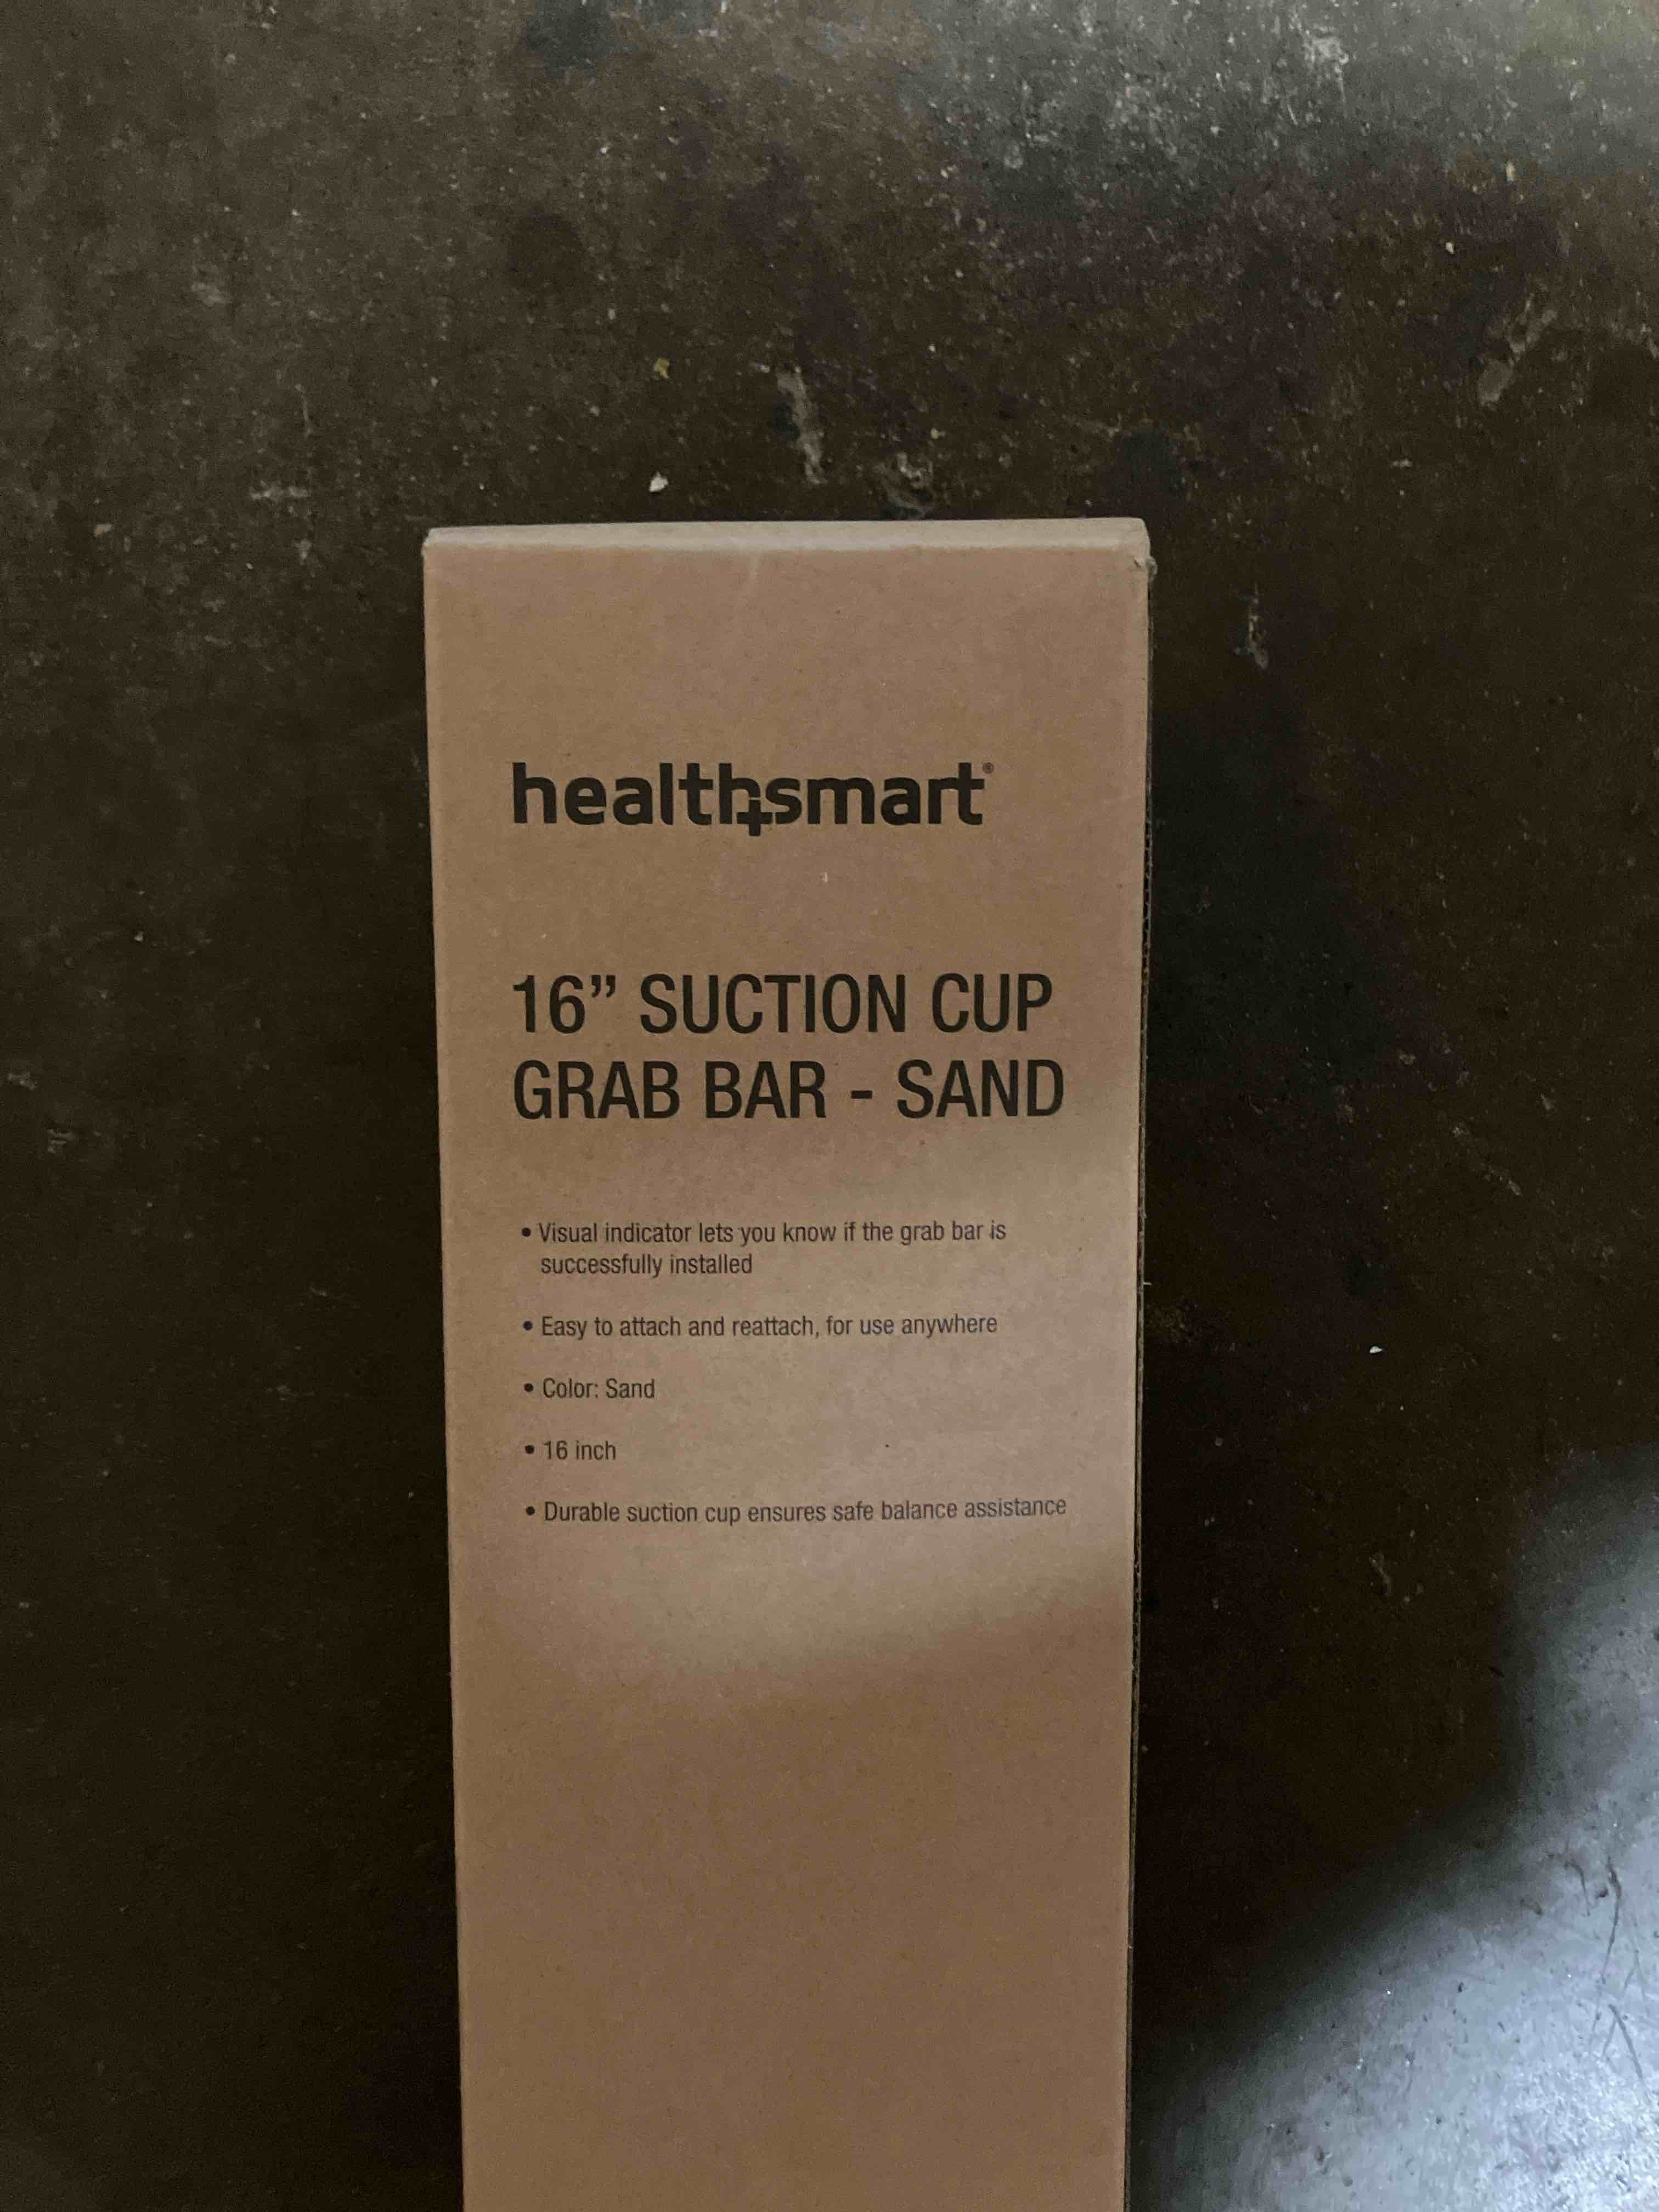 healthsmart®
16” SUCTION CUP
GRAB BAR - SAND
• Visual indicator lets you know if the grab bar is
successfully installed
• Easy to attach and reattach, for use anywhere
• Color: Sand
• 16 inch
• Durable suction cup ensures safe balance assistance